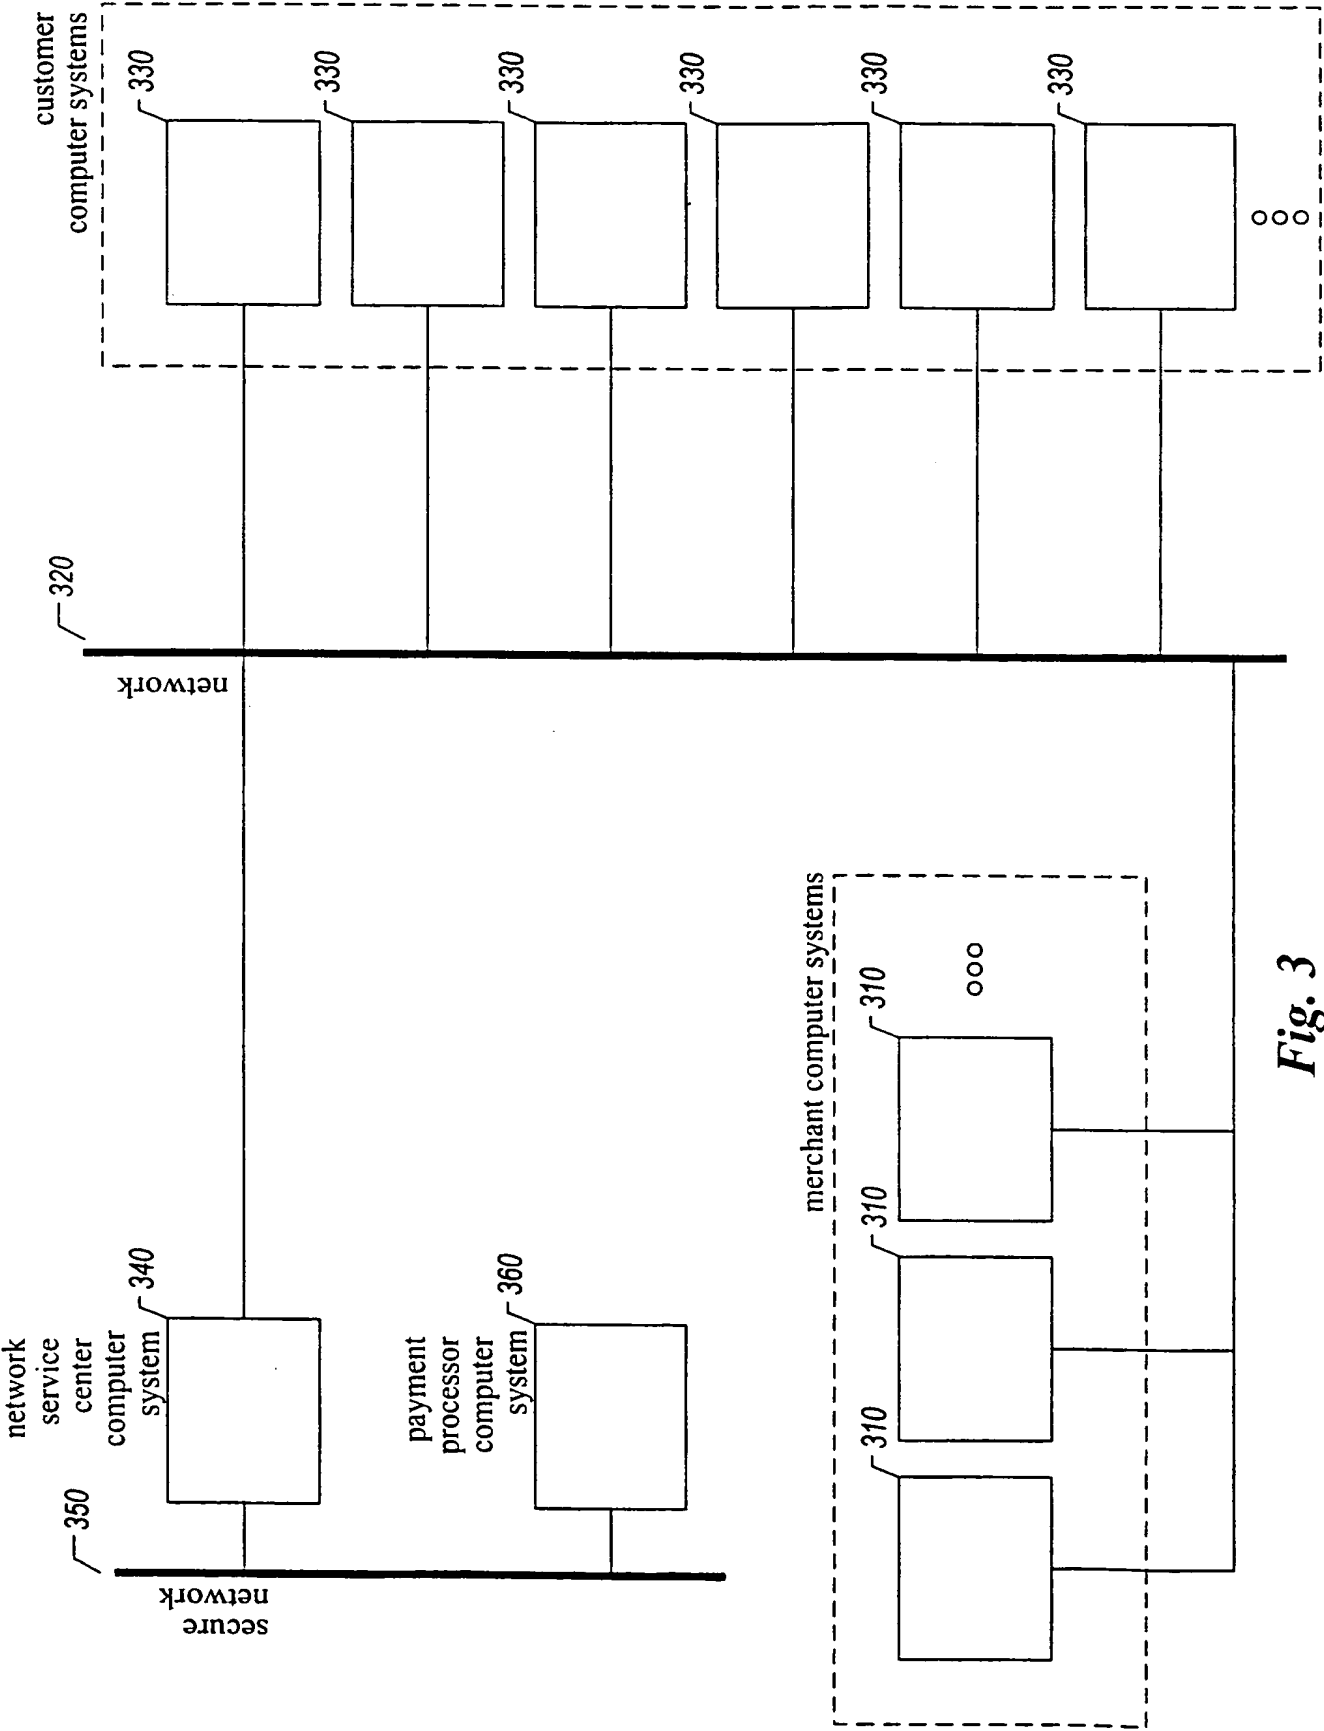 customer
computer systems
330
330
330
330
330
330
320
network
network
service
center
computer
system
340
350
secure
network
payment
processor
computer
system
360
merchant computer systems
310
310
310
Fig. 3